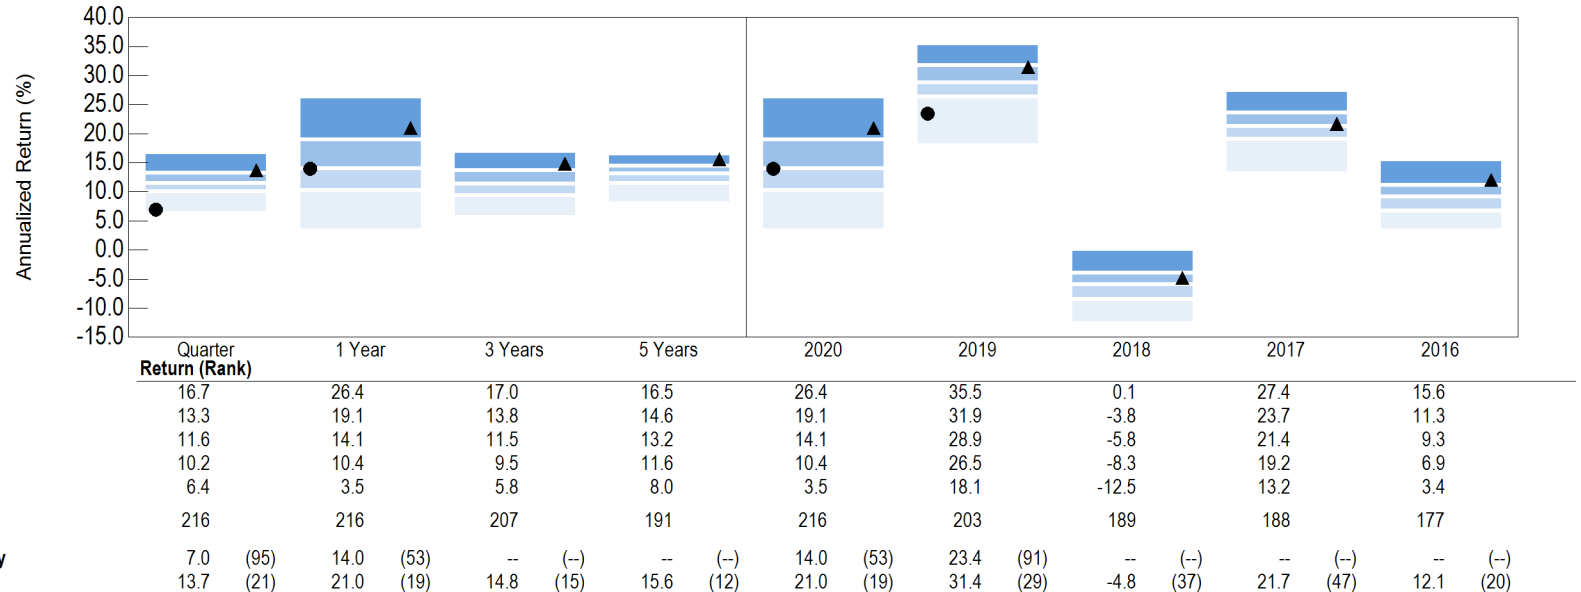 40.0
35.0
30.0
25.0
20.0
15.0
10.0
5.0
0.0
-5.0
-10.0
-15.0
Annualized Return (%)
Quarter 1 Year 3 Years 5 Years 2020 2019 2018 2017 2016
Return (Rank)
16.7 26.4 17.0 16.5 26.4 35.5 0.1 27.4 15.6
13.3 19.1 13.8 14.6 19.1 31.9 -3.8 23.7 11.3
11.6 14.1 11.5 13.2 14.1 28.9 -5.8 21.4 9.3
10.2 10.4 9.5 11.6 10.4 26.5 -8.3 19.2 6.9
6.4 3.5 5.8 8.0 3.5 18.1 -12.5 13.2 3.4
216 216 207 191 216 203 189 188 177
y 7.0 (95) 14.0 (53) -- (--) -- (--) 14.0 (53) 23.4 (91) -- (--) -- (--) -- (--)
13.7 (21) 21.0 (19) 14.8 (15) 15.6 (12) 21.0 (19) 31.4 (29) -4.8 (37) 21.7 (47) 12.1 (20)